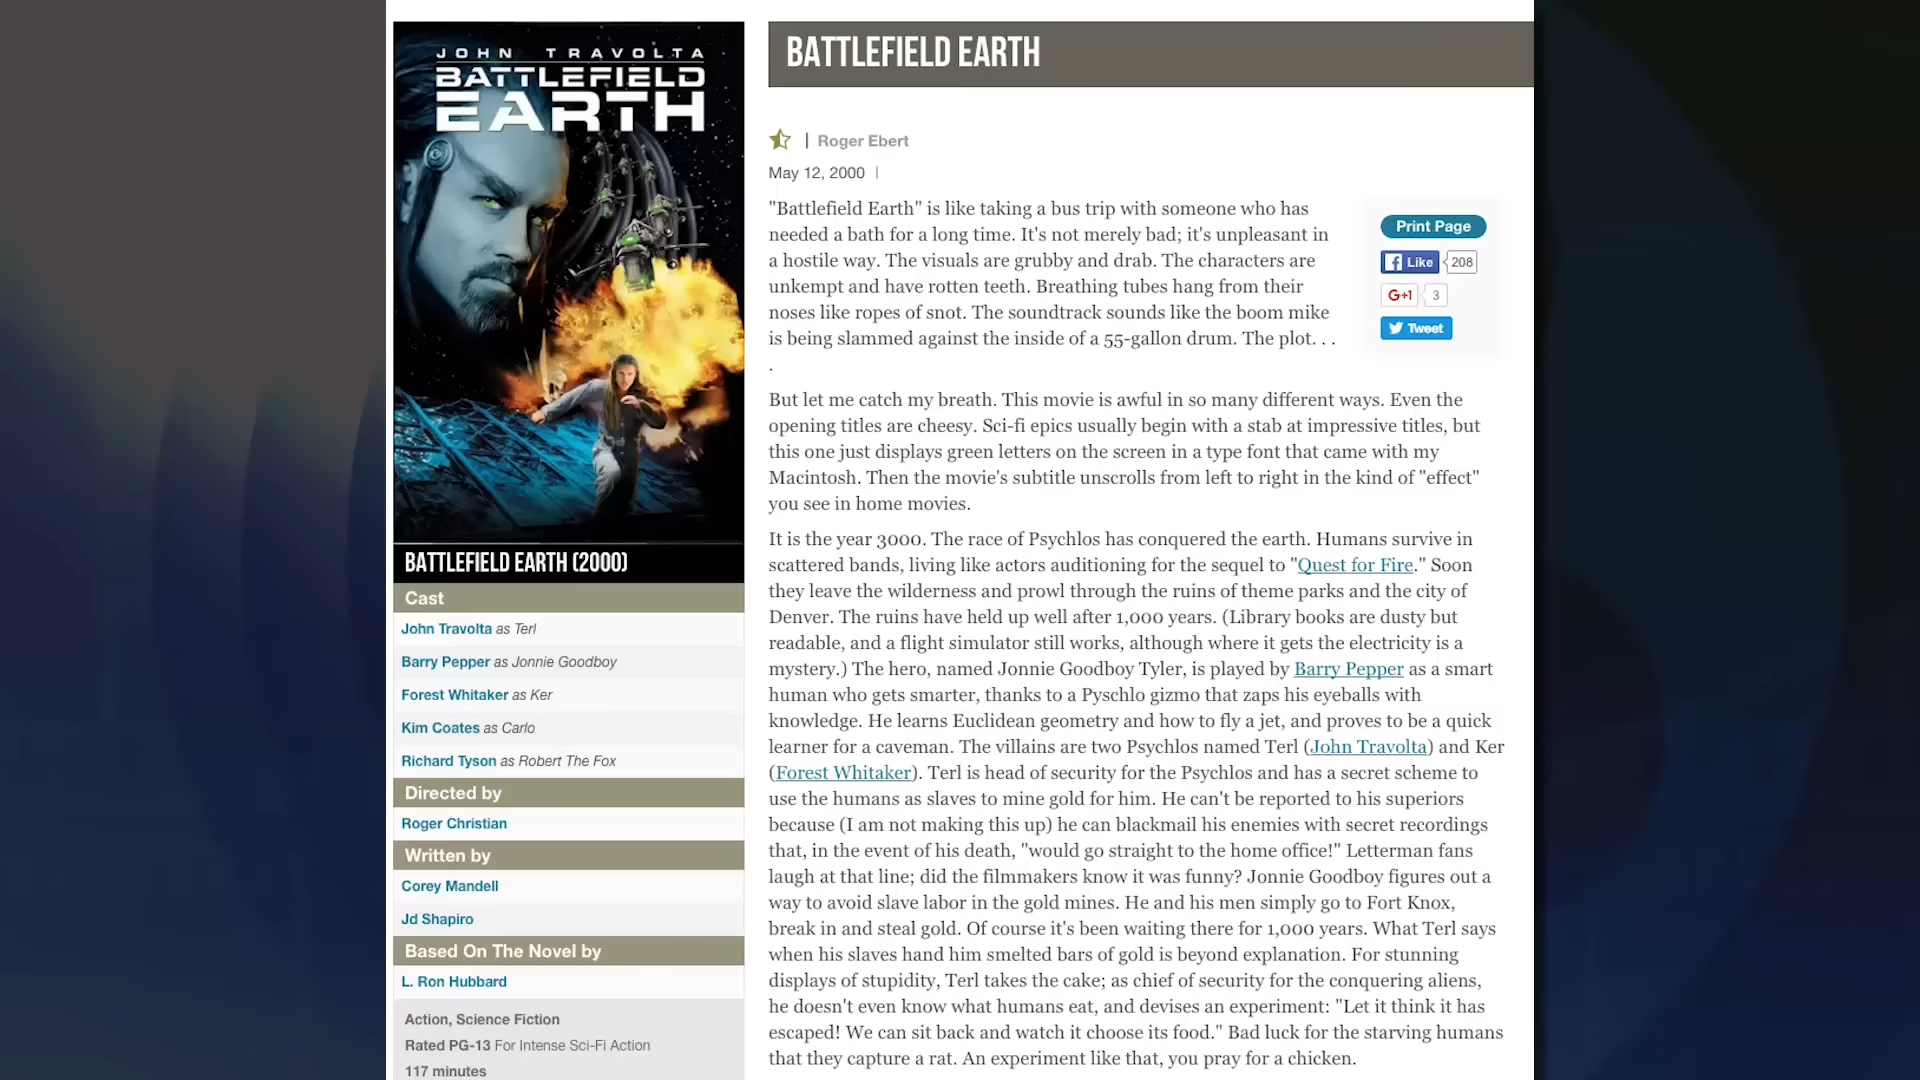 JOHN TRAVOLTA
BATTLEFIELD
EARTH
BATTLEFIELD EARTH (2000)
Cast
John Travolta as Terl
Barry Pepper as Jonnie Goodboy
Forest Whitaker as Ker
Kim Coates as Carlo
Richard Tyson as Robert The Fox
Directed by
Roger Christian
Written by
Corey Mandell
Jd Shapiro
Based On The Novel by
L. Ron Hubbard
Action, Science Fiction
Rated PG-13 For Intense Sci-Fi Action
117 minutes
BATTLEFIELD EARTH
| Roger Ebert
May 12, 2000 |
"Battlefield Earth" is like taking a bus trip with someone who has
needed a bath for a long time. It's not merely bad; it's unpleasant in
a hostile way. The visuals are grubby and drab. The characters are
unkempt and have rotten teeth. Breathing tubes hang from their
noses like ropes of snot. The soundtrack sounds like the boom mike
is being slammed against the inside of a 55-gallon drum. The plot. . .
.
Print Page
Like 208
G+1 3
Tweet
But let me catch my breath. This movie is awful in so many different ways. Even the
opening titles are cheesy. Sci-fi epics usually begin with a stab at impressive titles, but
this one just displays green letters on the screen in a type font that came with my
Macintosh. Then the movie's subtitle unscrolls from left to right in the kind of "effect"
you see in home movies.
It is the year 3000. The race of Psychlos has conquered the earth. Humans survive in
scattered bands, living like actors auditioning for the sequel to "Quest for Fire." Soon
they leave the wilderness and prowl through the ruins of theme parks and the city of
Denver. The ruins have held up well after 1,000 years. (Library books are dusty but
readable, and a flight simulator still works, although where it gets the electricity is a
mystery.) The hero, named Jonnie Goodboy Tyler, is played by Barry Pepper as a smart
human who gets smarter, thanks to a Pyschlo gizmo that zaps his eyeballs with
knowledge. He learns Euclidean geometry and how to fly a jet, and proves to be a quick
learner for a caveman. The villains are two Psychlos named Terl (John Travolta) and Ker
(Forest Whitaker). Terl is head of security for the Psychlos and has a secret scheme to
use the humans as slaves to mine gold for him. He can't be reported to his superiors
because (I am not making this up) he can blackmail his enemies with secret recordings
that, in the event of his death, "would go straight to the home office!" Letterman fans
laugh at that line; did the filmmakers know it was funny? Jonnie Goodboy figures out a
way to avoid slave labor in the gold mines. He and his men simply go to Fort Knox,
break in and steal gold. Of course it's been waiting there for 1,000 years. What Terl says
when his slaves hand him smelted bars of gold is beyond explanation. For stunning
displays of stupidity, Terl takes the cake; as chief of security for the conquering aliens,
he doesn't even know what humans eat, and devises an experiment: "Let it think it has
escaped! We can sit back and watch it choose its food." Bad luck for the starving humans
that they capture a rat. An experiment like that, you pray for a chicken.